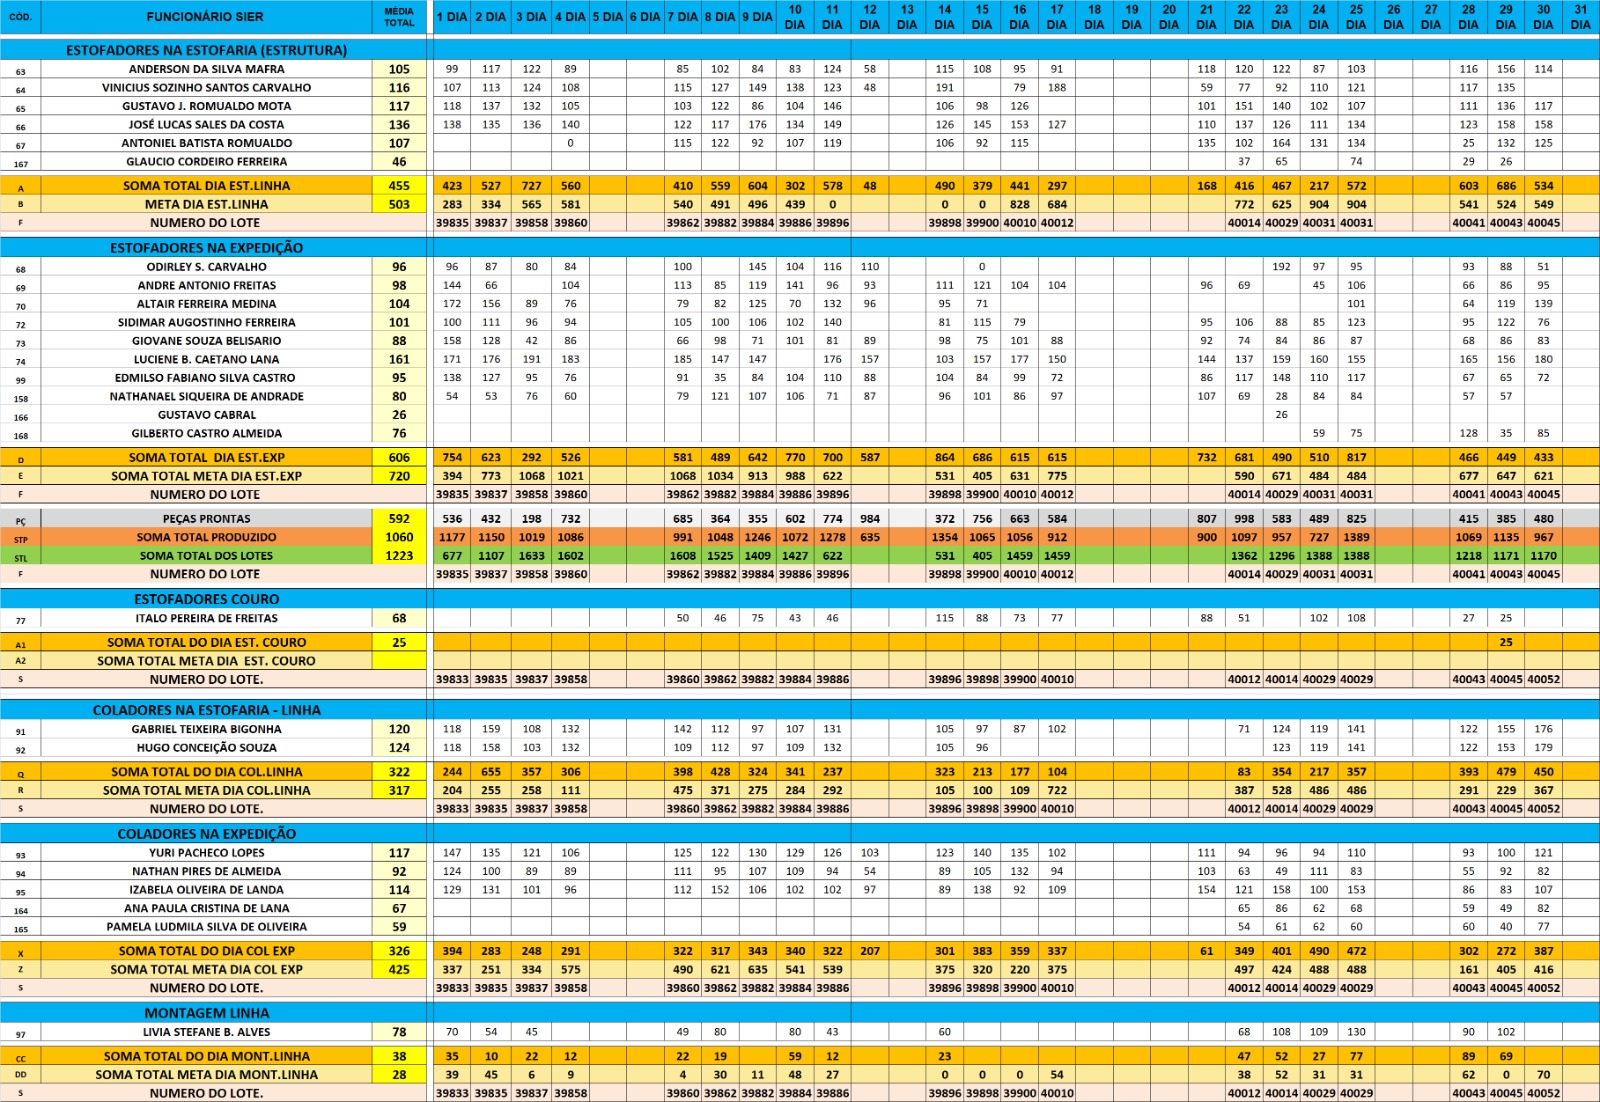 CÓD. FUNCIONÁRIO SIER MÉDIA TOTAL 1 DIA 2 DIA 3 DIA 4 DIA 5 DIA 6 DIA 7 DIA 8 DIA 9 DIA 10 DIA 11 DIA 12 DIA 13 DIA 14 DIA 15 DIA 16 DIA 17 DIA 18 DIA 19 DIA 20 DIA 21 DIA 22 DIA 23 DIA 24 DIA 25 DIA 26 DIA 27 DIA 28 DIA 29 DIA 30 DIA 31 DIA
ESTOFADORES NA ESTOFARIA (ESTRUTURA)
63 ANDERSON DA SILVA MAFRA 105 99 117 122 89 85 102 84 83 124 58 115 108 95 91 118 120 122 87 103 116 156 114
64 VINICIUS SOZINHO SANTOS CARVALHO 116 107 113 124 108 115 127 149 138 123 48 191 79 188 59 77 92 110 121 117 135
65 GUSTAVO J. ROMUALDO MOTA 117 118 137 132 105 103 122 86 104 146 106 98 126 101 151 140 102 107 111 136 117
66 JOSÉ LUCAS SALES DA COSTA 136 138 135 136 140 122 117 176 134 149 126 145 153 127 110 137 126 111 134 123 158 158
67 ANTONIEL BATISTA ROMUALDO 107 0 115 122 92 107 119 106 92 115 135 102 164 131 134 25 132 125
167 GLAUCIO CORDEIRO FERREIRA 46 37 65 74 29 26
A SOMA TOTAL DIA EST.LINHA 455 423 527 727 560 410 559 604 302 578 48 490 379 441 297 168 416 467 217 572 603 686 534
B META DIA EST.LINHA 503 283 334 565 581 540 491 496 439 0 0 0 828 684 772 625 904 904 541 524 549
F NUMERO DO LOTE 39835 39837 39858 39860 39862 39882 39884 39886 39896 39898 39900 40010 40012 40014 40029 40031 40031 40041 40043 40045
ESTOFADORES NA EXPEDIÇÃO
68 ODIRLEY S. CARVALHO 96 96 87 80 84 100 145 104 116 110 0 192 97 95 93 88 51
69 ANDRE ANTONIO FREITAS 98 144 66 104 113 85 119 141 96 93 111 121 104 104 96 69 45 106 66 86 95
70 ALTAIR FERREIRA MEDINA 104 172 156 89 76 79 82 125 70 132 96 95 71 101 64 119 139
72 SIDIMAR AUGOSTINHO FERREIRA 101 100 111 96 94 105 100 106 102 140 81 115 79 95 106 88 85 123 95 122 76
73 GIOVANE SOUZA BELISARIO 88 158 128 42 86 66 98 71 101 81 89 98 75 101 88 92 74 84 86 87 68 86 83
74 LUCIENE B. CAETANO LANA 161 171 176 191 183 185 147 147 176 157 103 157 177 150 144 137 159 160 155 165 156 180
99 EDMILSO FABIANO SILVA CASTRO 95 138 127 95 76 91 35 84 104 110 88 104 84 99 72 86 117 148 110 117 67 65 72
158 NATHANAEL SIQUEIRA DE ANDRADE 80 54 53 76 60 79 121 107 106 71 87 96 101 86 97 107 69 28 84 84 57 57
166 GUSTAVO CABRAL 26 26
168 GILBERTO CASTRO ALMEIDA 76 59 75 128 35 85
D SOMA TOTAL DIA EST.EXP 606 754 623 292 526 581 489 642 770 700 587 864 686 615 615 732 681 490 510 817 466 449 433
E SOMA TOTAL META DIA EST.EXP 720 394 773 1068 1021 1068 1034 913 988 622 531 405 631 775 590 671 484 484 677 647 621
F NUMERO DO LOTE 39835 39837 39858 39860 39862 39882 39884 39886 39896 39898 39900 40010 40012 40014 40029 40031 40031 40041 40043 40045
PÇ PEÇAS PRONTAS 592 536 432 198 732 685 364 355 602 774 984 372 756 663 584 807 998 583 489 825 415 385 480
STP SOMA TOTAL PRODUZIDO 1060 1177 1150 1019 1086 991 1048 1246 1072 1278 635 1354 1065 1056 912 900 1097 957 727 1389 1069 1135 967
STL SOMA TOTAL DOS LOTES 1223 677 1107 1633 1602 1608 1525 1409 1427 622 531 405 1459 1459 1362 1296 1388 1388 1218 1171 1170
F NUMERO DO LOTE 39835 39837 39858 39860 39862 39882 39884 39886 39896 39898 39900 40010 40012 40014 40029 40031 40031 40041 40043 40045
ESTOFADORES COURO
77 ITALO PEREIRA DE FREITAS 68 50 46 75 43 46 115 88 73 77 88 51 102 108 27 25
A1 SOMA TOTAL DO DIA EST. COURO 25 25
A2 SOMA TOTAL META DIA EST. COURO
S NUMERO DO LOTE. 39833 39835 39837 39858 39860 39862 39882 39884 39886 39896 39898 39900 40010 40012 40014 40029 40029 40043 40045 40052
COLADORES NA ESTOFARIA - LINHA
91 GABRIEL TEIXEIRA BIGONHA 120 118 159 108 132 142 112 97 107 131 105 97 87 102 71 124 119 141 122 155 176
92 HUGO CONCEIÇÃO SOUZA 124 118 158 103 132 109 112 97 109 132 105 96 123 119 141 122 153 179
Q SOMA TOTAL DO DIA COL.LINHA 322 244 655 357 306 398 428 324 341 237 323 213 177 104 83 354 217 357 393 479 450
R SOMA TOTAL META DIA COL.LINHA 317 204 255 258 111 475 371 275 284 292 105 100 109 722 387 528 486 486 291 229 367
S NUMERO DO LOTE. 39833 39835 39837 39858 39860 39862 39882 39884 39886 39896 39898 39900 40010 40012 40014 40029 40029 40043 40045 40052
COLADORES NA EXPEDIÇÃO
93 YURI PACHECO LOPES 117 147 135 121 106 125 122 130 129 126 103 123 140 135 102 111 94 96 94 110 93 100 121
94 NATHAN PIRES DE ALMEIDA 92 124 100 89 89 111 95 107 109 94 54 89 105 132 94 103 63 49 111 83 55 92 82
95 IZABELA OLIVEIRA DE LANDA 114 129 131 101 96 112 152 106 102 102 97 89 138 92 109 154 121 158 100 153 86 83 107
164 ANA PAULA CRISTINA DE LANA 67 65 86 62 68 59 49 82
165 PAMELA LUDMILA SILVA DE OLIVEIRA 59 54 61 62 60 60 40 77
X SOMA TOTAL DO DIA COL EXP 326 394 283 248 291 322 317 343 340 322 207 301 383 359 337 61 349 401 490 472 302 272 387
Z SOMA TOTAL META DIA COL EXP 425 337 251 334 575 490 621 635 541 539 375 320 220 375 497 424 488 488 161 405 416
S NUMERO DO LOTE. 39833 39835 39837 39858 39860 39862 39882 39884 39886 39896 39898 39900 40010 40012 40014 40029 40029 40043 40045 40052
MONTAGEM LINHA
97 LIVIA STEFANE B. ALVES 78 70 54 45 49 80 80 43 60 68 108 109 130 90 102
CC SOMA TOTAL DO DIA MONT.LINHA 38 35 10 22 12 22 19 59 12 23 47 52 27 77 89 69
DD SOMA TOTAL META DIA MONT.LINHA 28 39 45 6 9 4 30 11 48 27 0 0 0 54 38 52 31 31 62 0 70
S NUMERO DO LOTE. 39833 39835 39837 39858 39860 39862 39882 39884 39886 39896 39898 39900 40010 40012 40014 40029 40029 40043 40045 40052